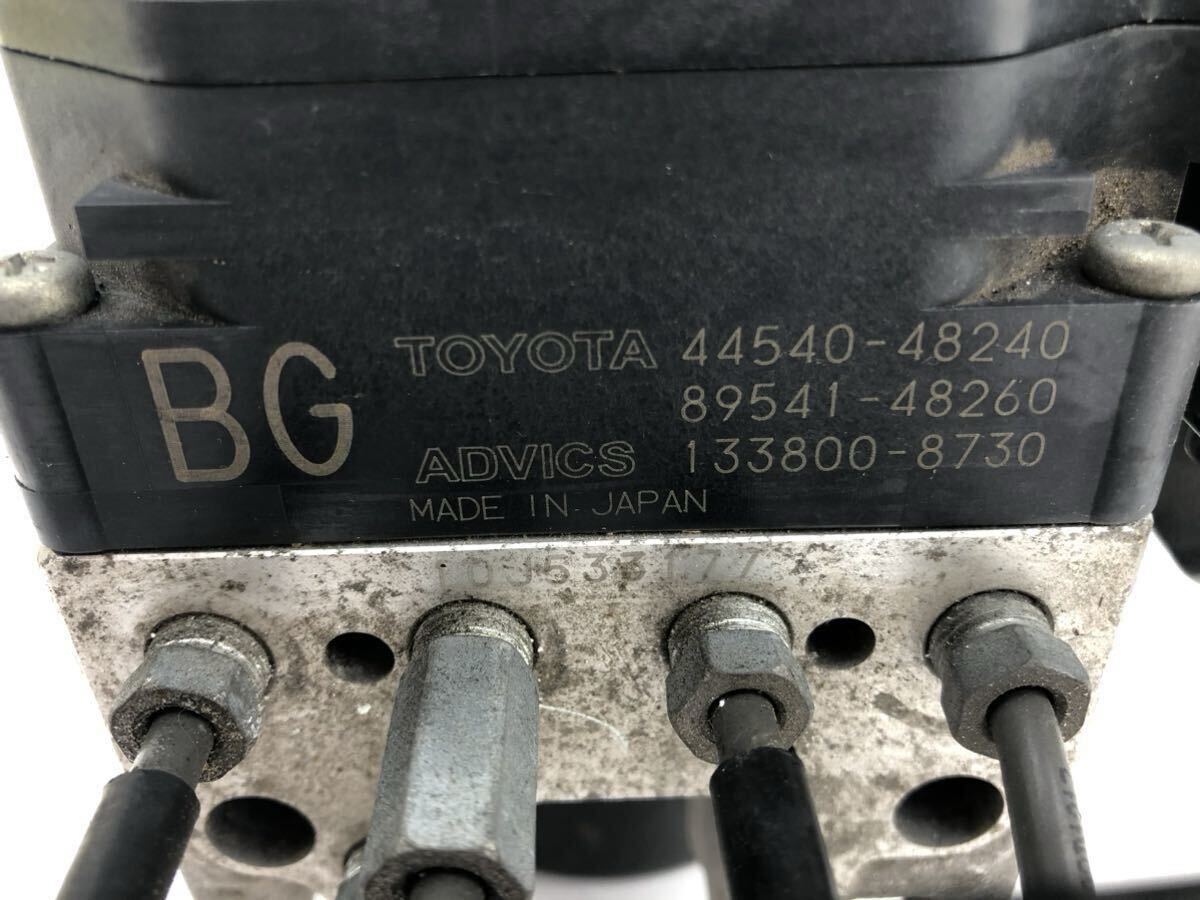 BG
TOYOTA 44540-48240
89541-48260
ADVICS 133800-8730
MADE IN JAPAN